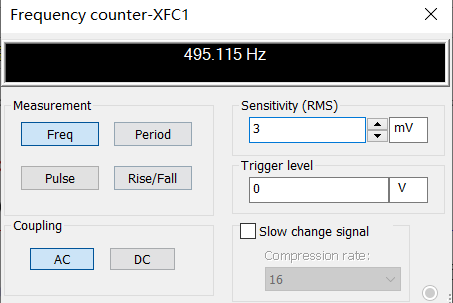 Frequency counter-XFC1
495.115 Hz
Measurement
Freq
Period
Pulse
Rise/Fall
Coupling
AC
DC
Sensitivity (RMS)
3
mV
Trigger level
0
V
Slow change signal
Compression rate:
16